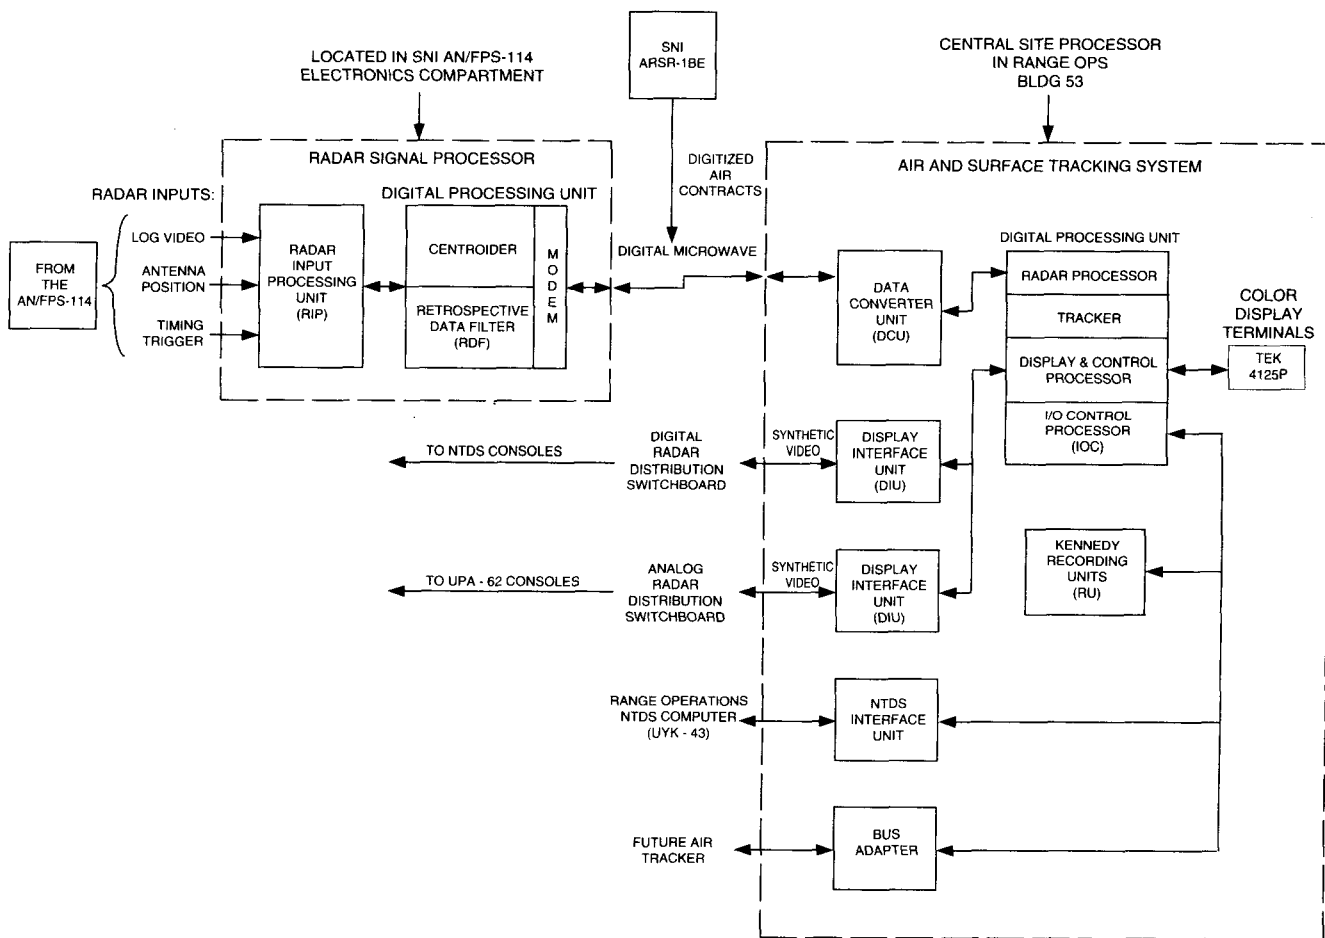 LOCATED IN SNI AN/FPS-114
ELECTRONICS COMPARTMENT
SNI
ARSR-1BE
CENTRAL SITE PROCESSOR
IN RANGE OPS
BLDG 53
RADAR SIGNAL PROCESSOR
DIGITIZED
AIR
CONTRACTS
AIR AND SURFACE TRACKING SYSTEM
RADAR INPUTS:
DIGITAL PROCESSING UNIT
LOG VIDEO
ANTENNA
POSITION
TIMING
TRIGGER
FROM
THE
AN/FPS-114
RADAR
INPUT
PROCESSING
UNIT
(RIP)
CENTROIDER
RETROSPECTIVE
DATA FILTER
(RDF)
M
O
D
E
M
DIGITAL MICROWAVE
DATA
CONVERTER
UNIT
(DCU)
DIGITAL PROCESSING UNIT
RADAR PROCESSOR
TRACKER
DISPLAY & CONTROL
PROCESSOR
I/O CONTROL
PROCESSOR
(IOC)
COLOR
DISPLAY
TERMINALS
TEK
4125P
TO NTDS CONSOLES
DIGITAL
RADAR
DISTRIBUTION
SWITCHBOARD
SYNTHETIC
VIDEO
DISPLAY
INTERFACE
UNIT
(DIU)
TO UPA - 62 CONSOLES
ANALOG
RADAR
DISTRIBUTION
SWITCHBOARD
SYNTHETIC
VIDEO
DISPLAY
INTERFACE
UNIT
(DIU)
KENNEDY
RECORDING
UNITS
(RU)
RANGE OPERATIONS
NTDS COMPUTER
(UYK - 43)
NTDS
INTERFACE
UNIT
FUTURE AIR
TRACKER
BUS
ADAPTER